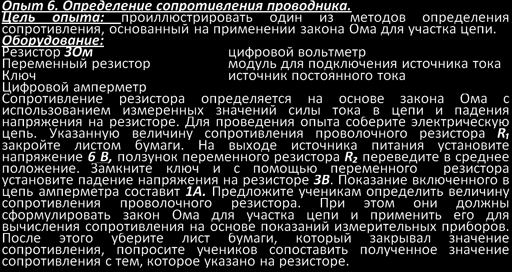 Опыт 6. Определение сопротивления проводника.
Цель опыта: проиллюстрировать один из методов определения
сопротивления, основанный на применении закона Ома для участка цепи.
Оборудование:
Резистор 3Ом цифровой вольтметр
Переменный резистор модуль для подключения источника тока
Ключ источник постоянного тока
Цифровой амперметр
Сопротивление резистора определяется на основе закона Ома с
использованием измеренных значений силы тока в цепи и падения
напряжения на резисторе. Для проведения опыта соберите электрическую
цепь. Указанную величину сопротивления проволочного резистора R₁
закройте листом бумаги. На выходе источника питания установите
напряжение 6 В, ползунок переменного резистора R₂ переведите в среднее
положение. Замкните ключ и с помощью переменного резистора
установите падение напряжения на резисторе 3В. Показание включенного в
цепь амперметра составит 1А. Предложите ученикам определить величину
сопротивления проволочного резистора. При этом они должны
сформулировать закон Ома для участка цепи и применить его для
вычисления сопротивления на основе показаний измерительных приборов.
После этого уберите лист бумаги, который закрывал значение
сопротивления, попросите учеников сопоставить полученное значение
сопротивления с тем, которое указано на резисторе.